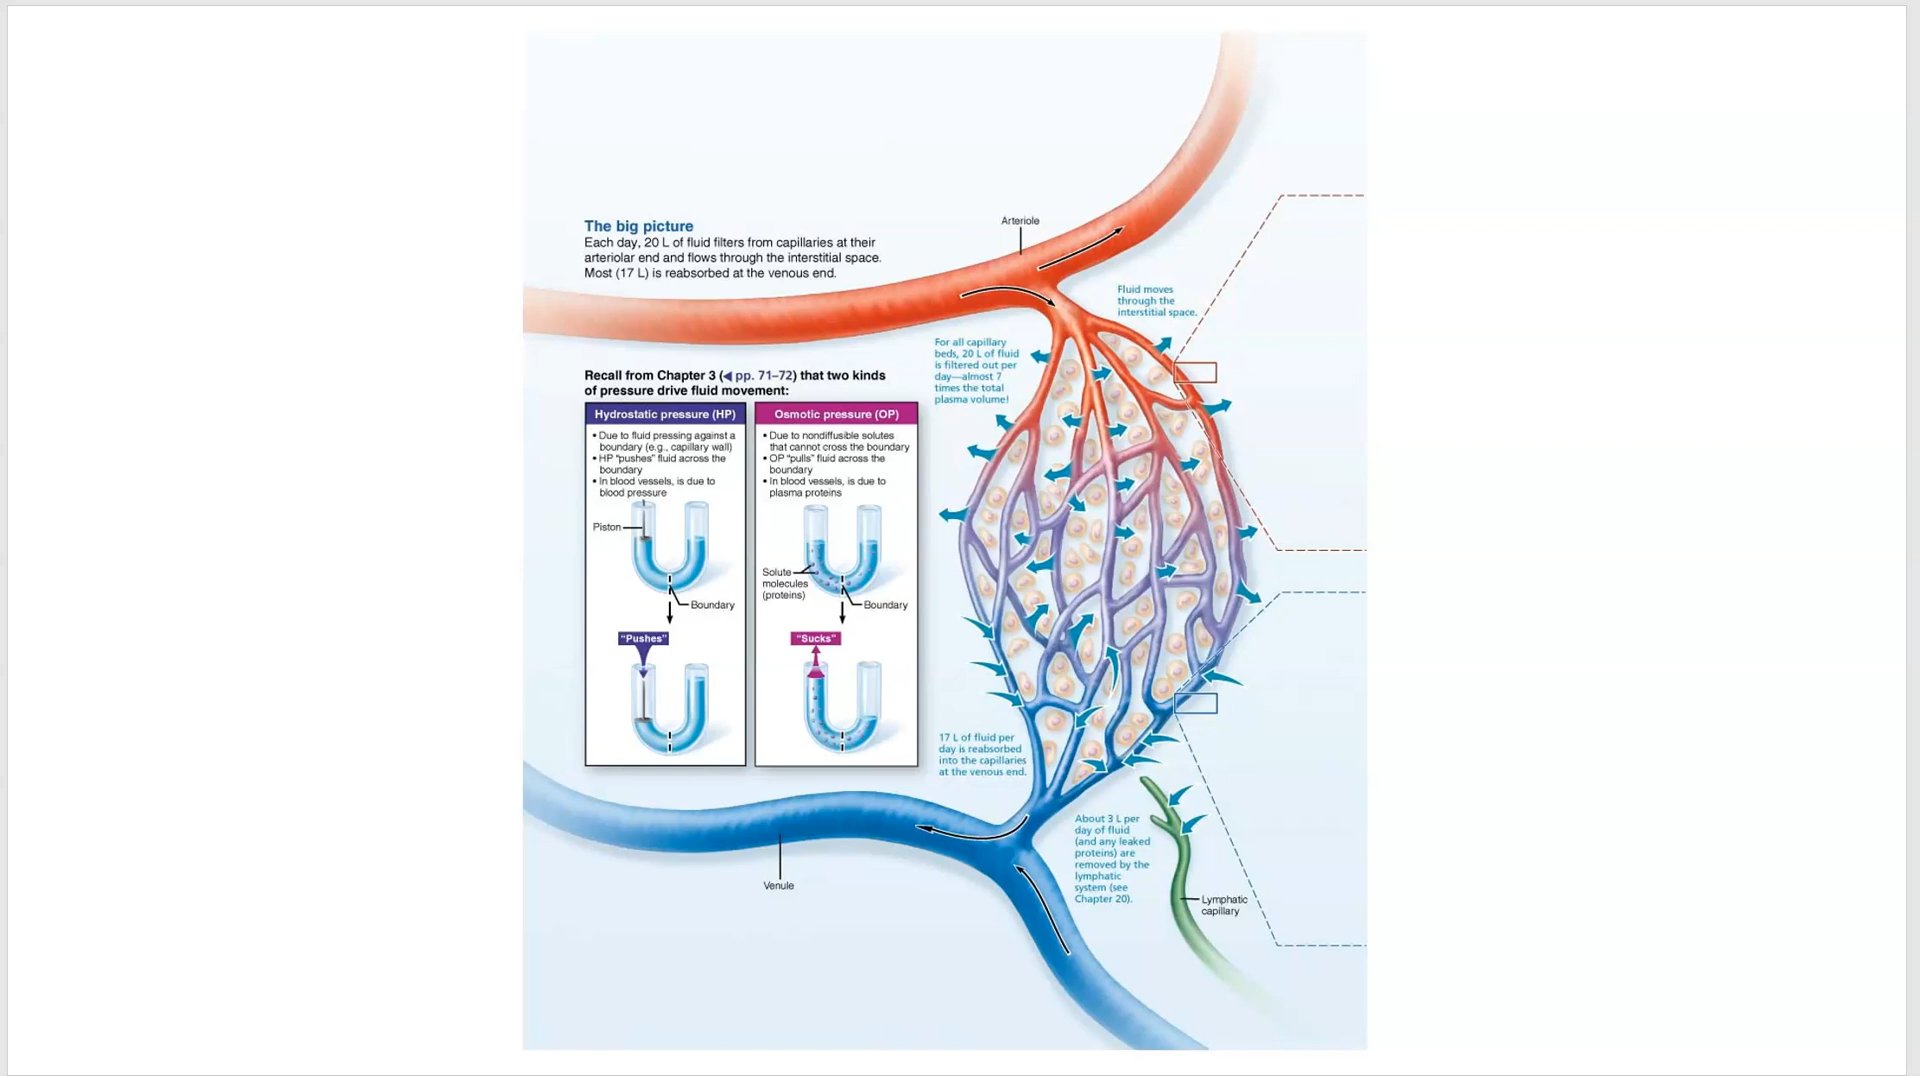 The big picture
Each day, 20 L of fluid filters from capillaries at their
arteriolar end and flows through the interstitial space.
Most (17 L) is reabsorbed at the venous end.
Arteriole
Fluid moves
through the
interstitial space.
For all capillary
beds, 20 L of fluid
is filtered out per
day—almost 7
times the total
plasma volume!
Recall from Chapter 3 (◀ pp. 71–72) that two kinds
of pressure drive fluid movement:
Hydrostatic pressure (HP)
• Due to fluid pressing against a
boundary (e.g., capillary wall)
• HP “pushes” fluid across the
boundary
• In blood vessels, is due to
blood pressure
Piston
Boundary
“Pushes”
Osmotic pressure (OP)
• Due to nondiffusible solutes
that cannot cross the boundary
• OP “pulls” fluid across the
boundary
• In blood vessels, is due to
plasma proteins
Solute
molecules
(proteins)
Boundary
“Sucks”
17 L of fluid per
day is reabsorbed
into the capillaries
at the venous end.
About 3 L per
day of fluid
(and any leaked
proteins) are
removed by the
lymphatic
system (see
Chapter 20).
Venule
Lymphatic
capillary